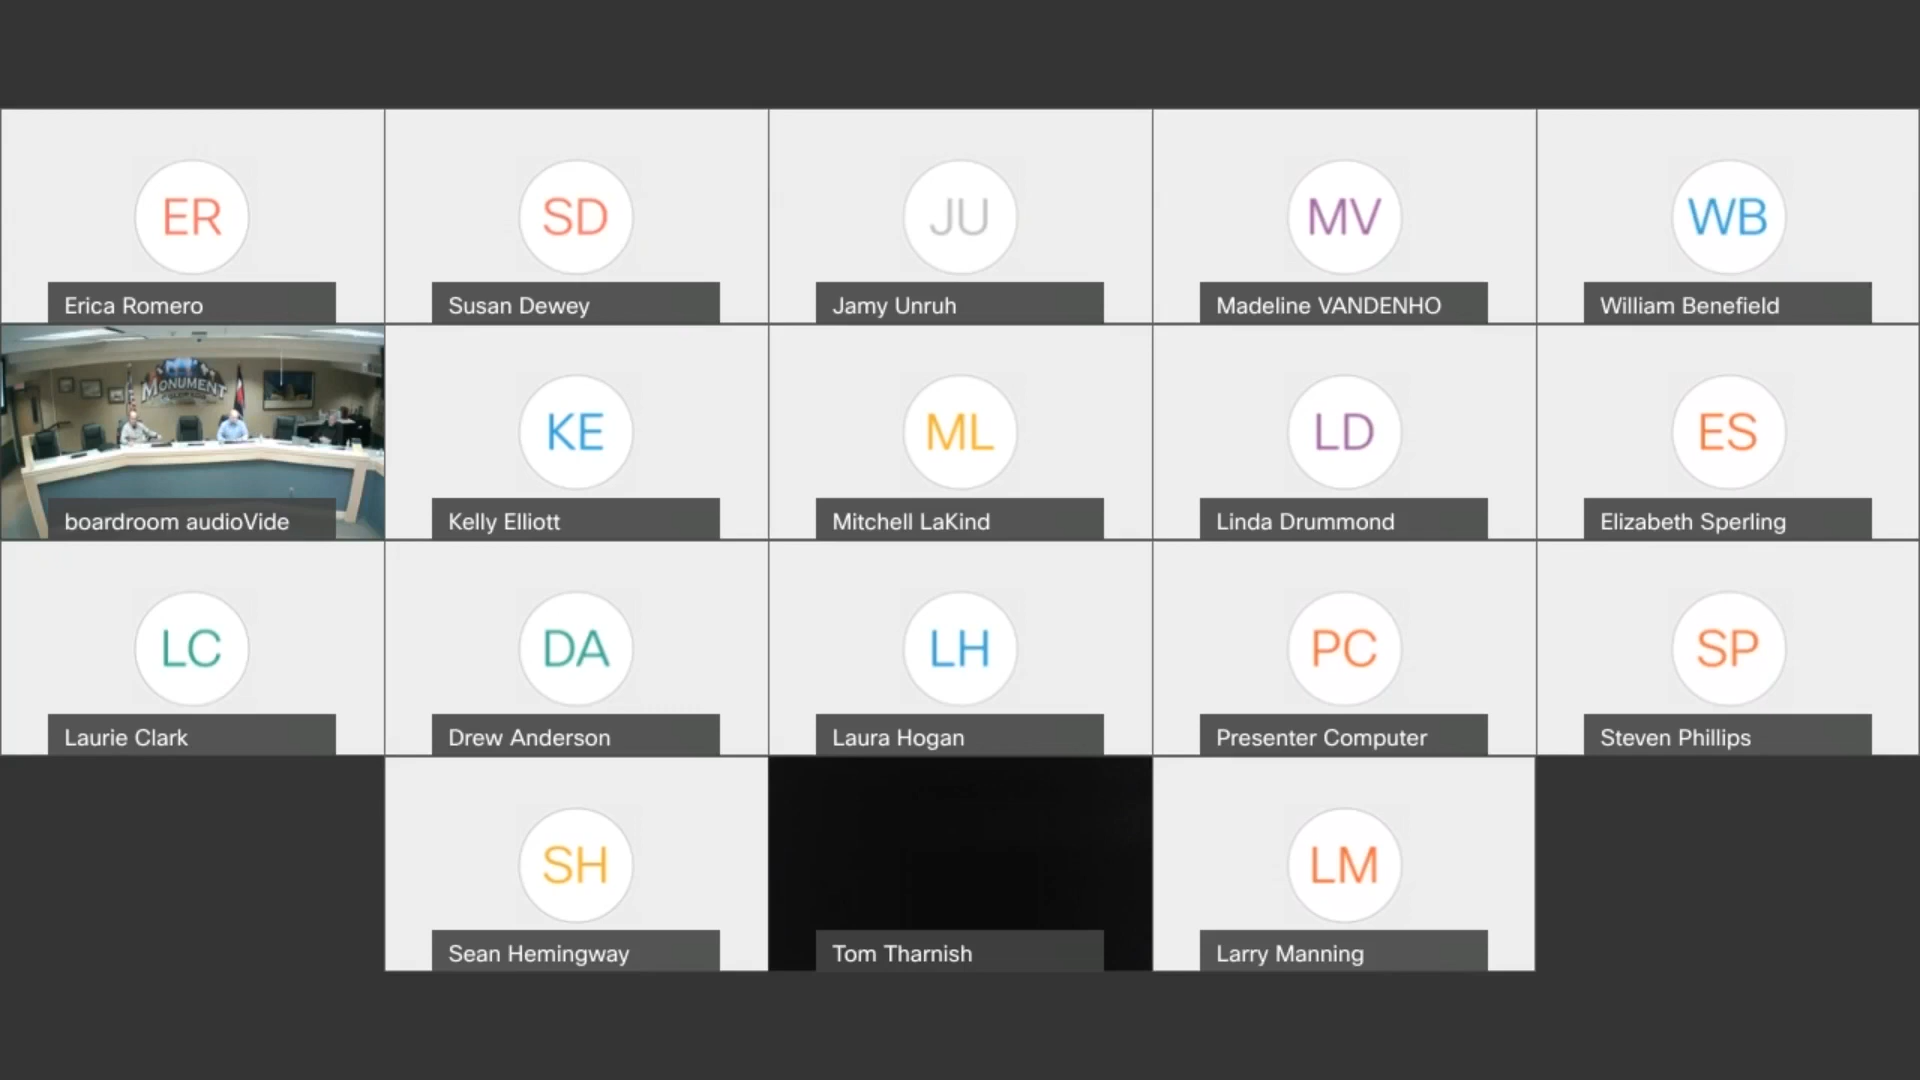 ER
SD
JU
MV
WB
Erica Romero
Susan Dewey
Jamy Unruh
Madeline VANDENHO
William Benefield
MONUMENT
KE
ML
LD
ES
boardroom audioVide
Kelly Elliott
Mitchell LaKind
Linda Drummond
Elizabeth Sperling
LC
DA
LH
PC
SP
Laurie Clark
Drew Anderson
Laura Hogan
Presenter Computer
Steven Phillips
SH
LM
Sean Hemingway
Tom Tharnish
Larry Manning